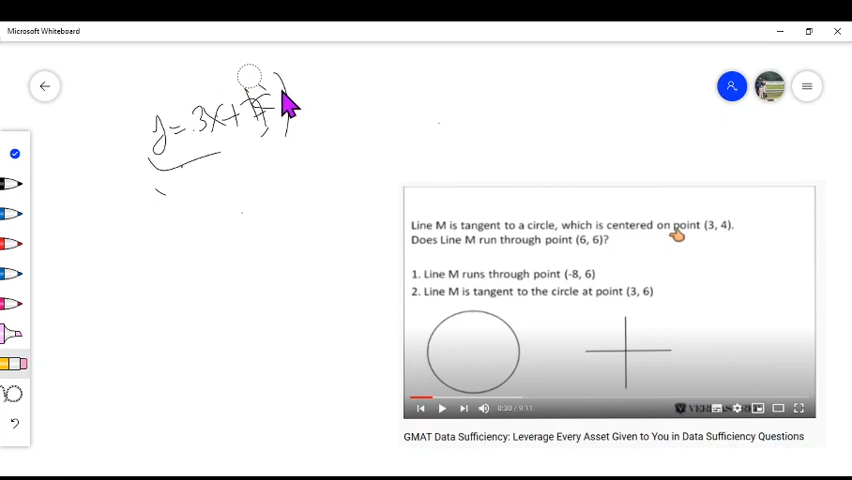 Microsoft Whiteboard
y = 3x +
Line M is tangent to a circle, which is centered on point (3, 4).
Does Line M run through point (6, 6)?
1. Line M runs through point (-8, 6)
2. Line M is tangent to the circle at point (3, 6)
0:30 / 9:11
GMAT Data Sufficiency: Leverage Every Asset Given to You in Data Sufficiency Questions